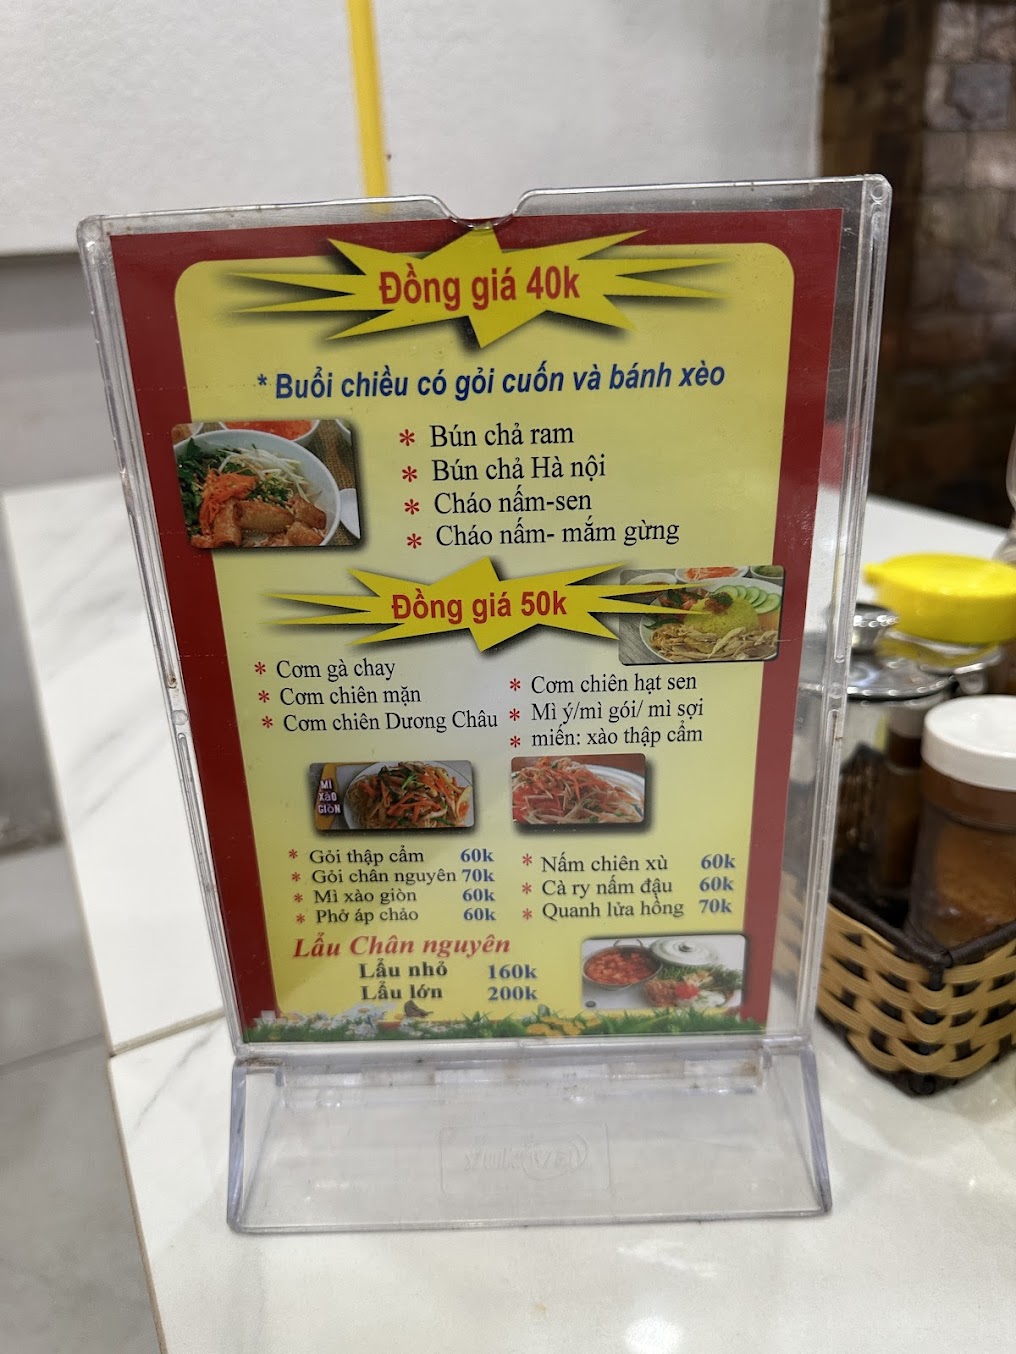 Đồng giá 40k
* Buổi chiều có gỏi cuốn và bánh xèo
* Bún chả ram
* Bún chả Hà nội
* Cháo nấm-sen
* Cháo nấm- mắm gừng
Đồng giá 50k
* Cơm gà chay
* Cơm chiên mặn
* Cơm chiên Dương Châu
* Cơm chiên hạt sen
* Mì ý/mì gói/ mì sợi
* miến: xào thập cẩm
MÌ
XÀO
GIÒN
* Gỏi thập cẩm 60k
* Gỏi chân nguyên 70k
* Mì xào giòn 60k
* Phở áp chảo 60k
* Nấm chiên xù 60k
* Cà ry nấm đậu 60k
* Quanh lửa hồng 70k
Lẩu Chân nguyên
Lẩu nhỏ 160k
Lẩu lớn 200k